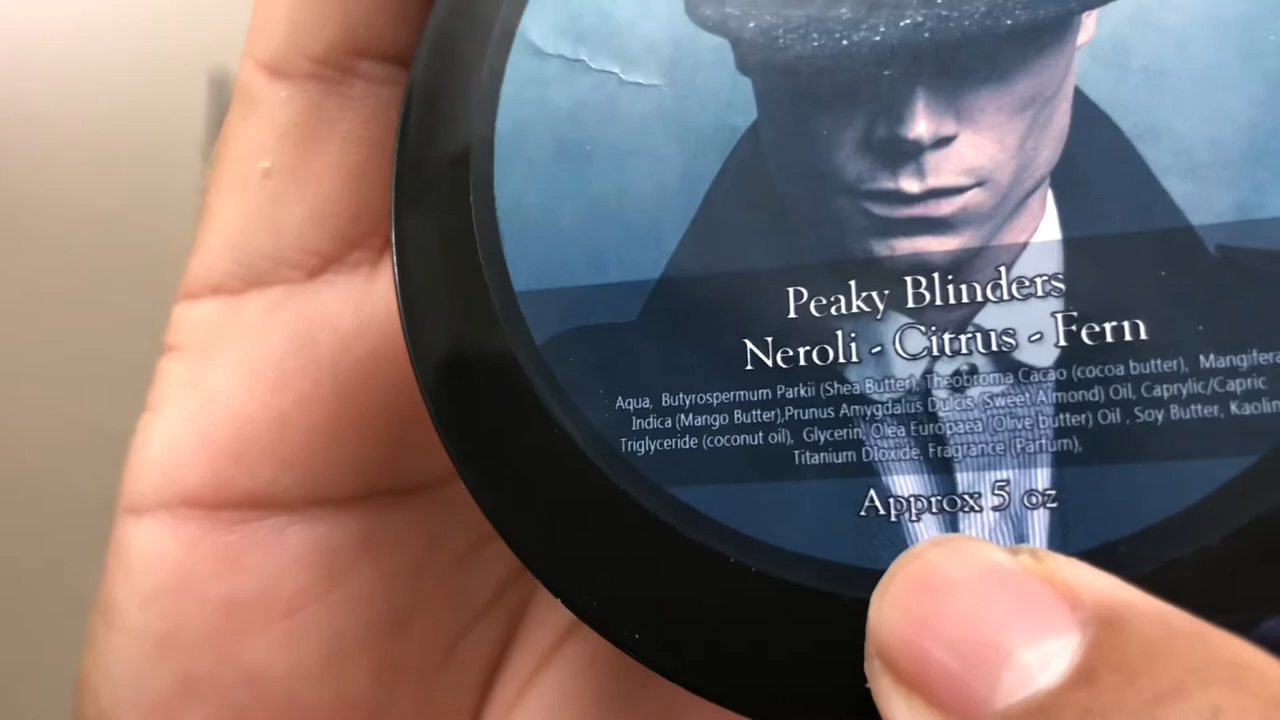 Peaky Blinders
Neroli - Citrus - Fern
Aqua, Butyrospermum Parkii (Shea Butter), Theobroma Cacao (cocoa butter), Mangifera
Indica (Mango Butter),Prunus Amygdalus Dulcis (Sweet Almond) Oil, Caprylic/Capric
Triglyceride (coconut oil), Glycerin, Olea Europaea (Olive butter) Oil , Soy Butter, Kaolin
Titanium DIoxide, Fragrance (Parfum),
Approx 5 oz